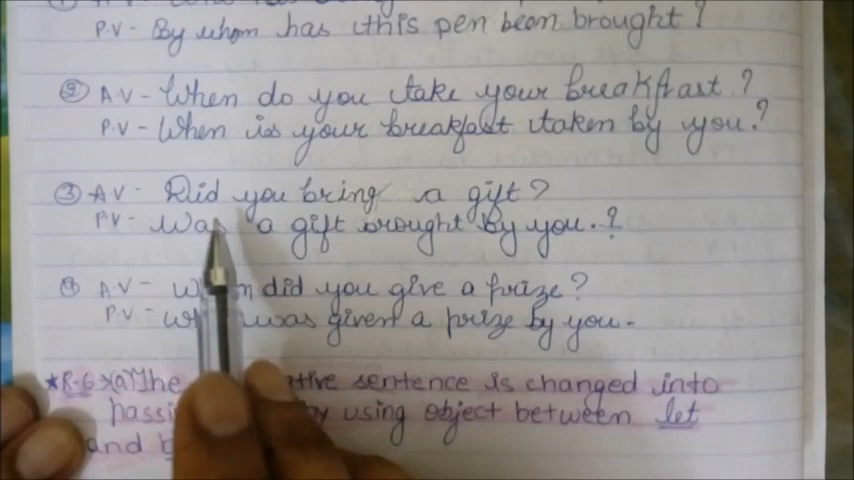 P.V - By whom has this pen been brought?
② A.V - When do you take your breakfast.?
P.V - When is your breakfast taken by you.?
③ A.V - Did you bring a gift?
P.V - Was a gift brought by you.?
④ A.V - did you give a prize?
P.V - was given a prize by you.
*R-6 *(a) The sentence is changed into
by using object between let
and